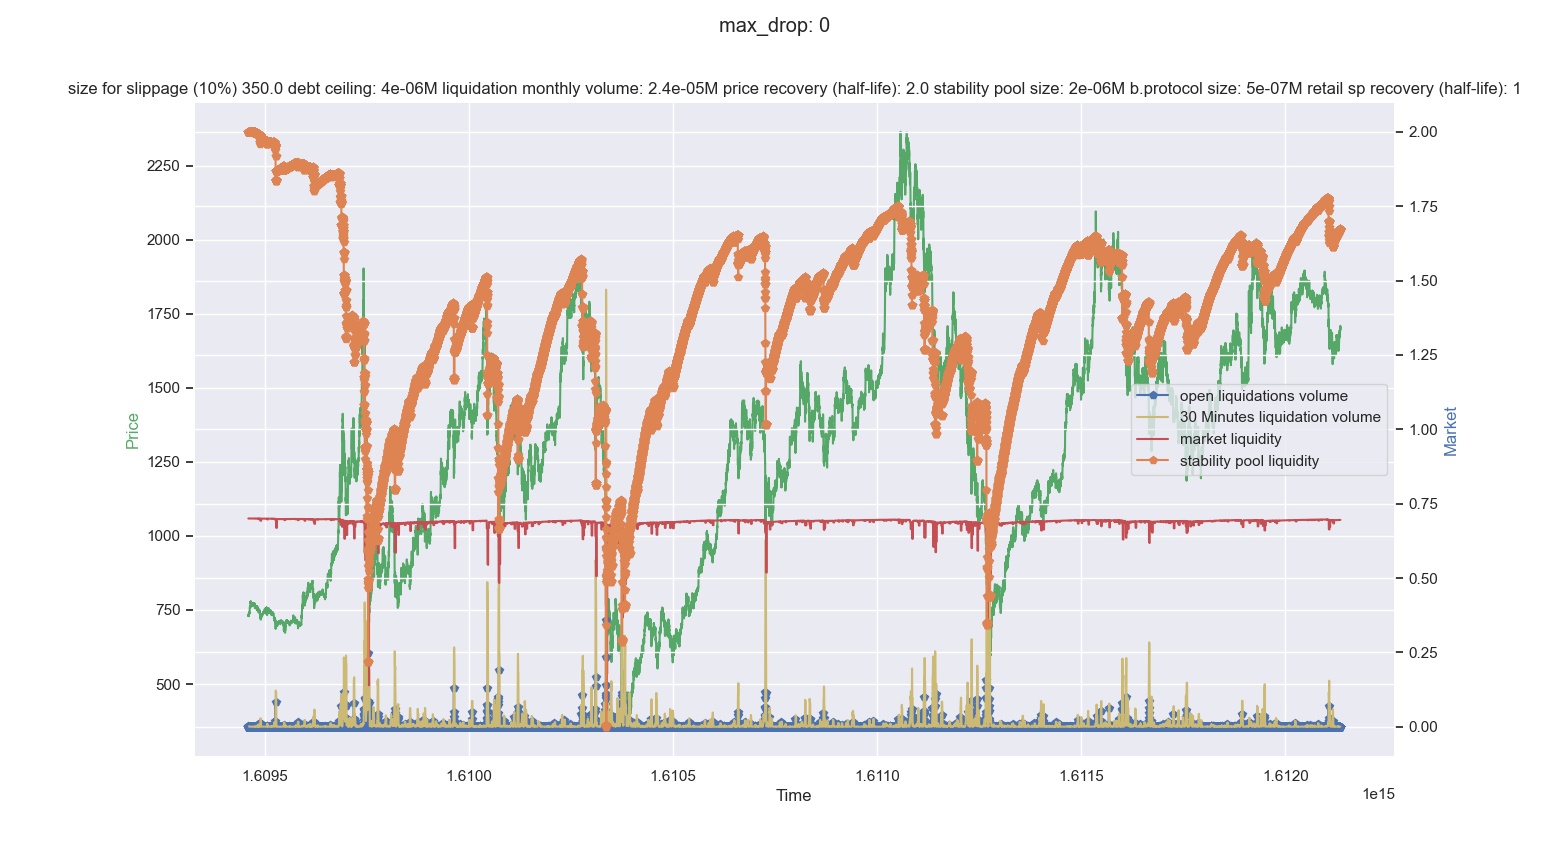 max_drop: 0
size for slippage (10%) 350.0 debt ceiling: 4e-06M liquidation monthly volume: 2.4e-05M price recovery (half-life): 2.0 stability pool size: 2e-06M b.protocol size: 5e-07M retail sp recovery (half-life): 1
2250
2000
1750
1500
1250
1000
750
500
Price
2.00
1.75
1.50
1.25
1.00
0.75
0.50
0.25
0.00
Market
open liquidations volume
30 Minutes liquidation volume
market liquidity
stability pool liquidity
1.6095
1.6100
1.6105
1.6110
1.6115
1.6120
1e15
Time